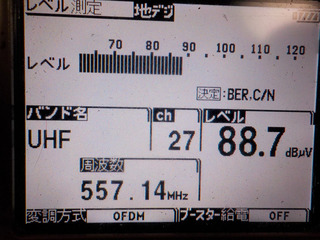 レベル測定 地デジ
70 80 90 100 110 120
レベル
決定:BER,C/N
バンド名 ch レベル
UHF 27 88.7dBμV
周波数
557.14MHz
変調方式 OFDM ブースター給電 OFF